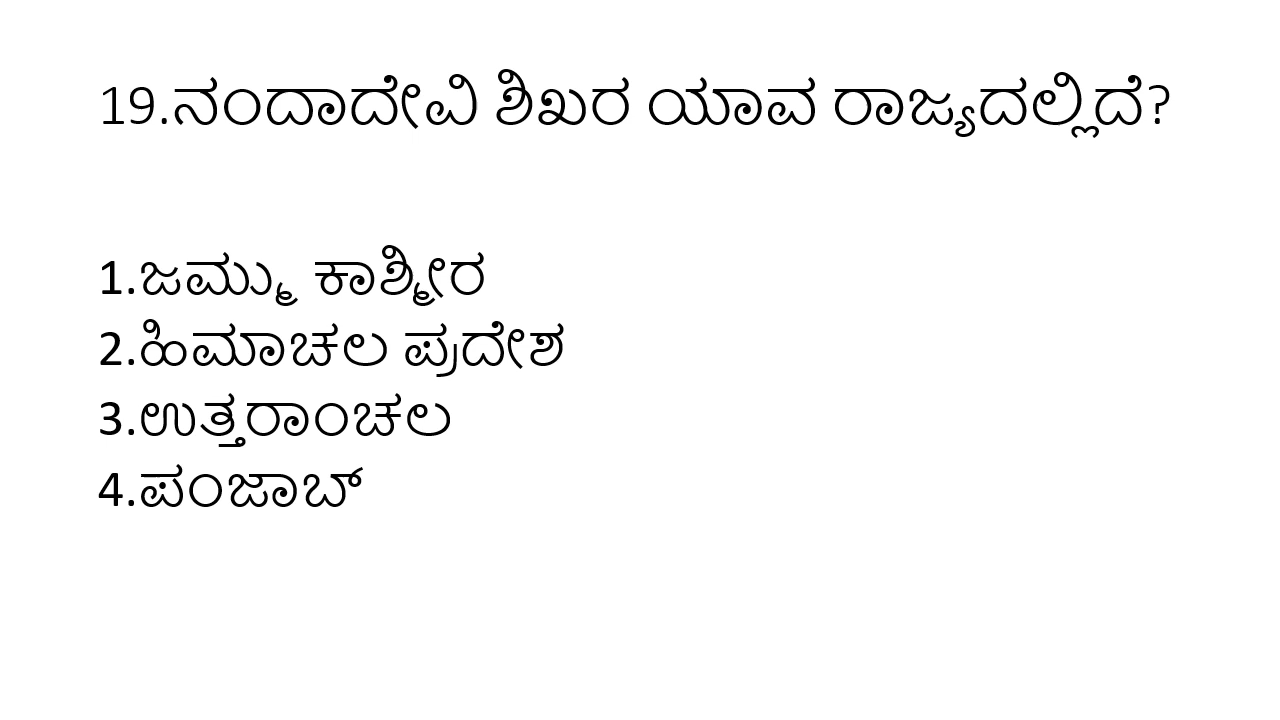 19.ನಂದಾದೇವಿ ಶಿಖರ ಯಾವ ರಾಜ್ಯದಲ್ಲಿದೆ?
1.ಜಮ್ಮು ಕಾಶ್ಮೀರ
2.ಹಿಮಾಚಲ ಪ್ರದೇಶ
3.ಉತ್ತರಾಂಚಲ
4.ಪಂಜಾಬ್